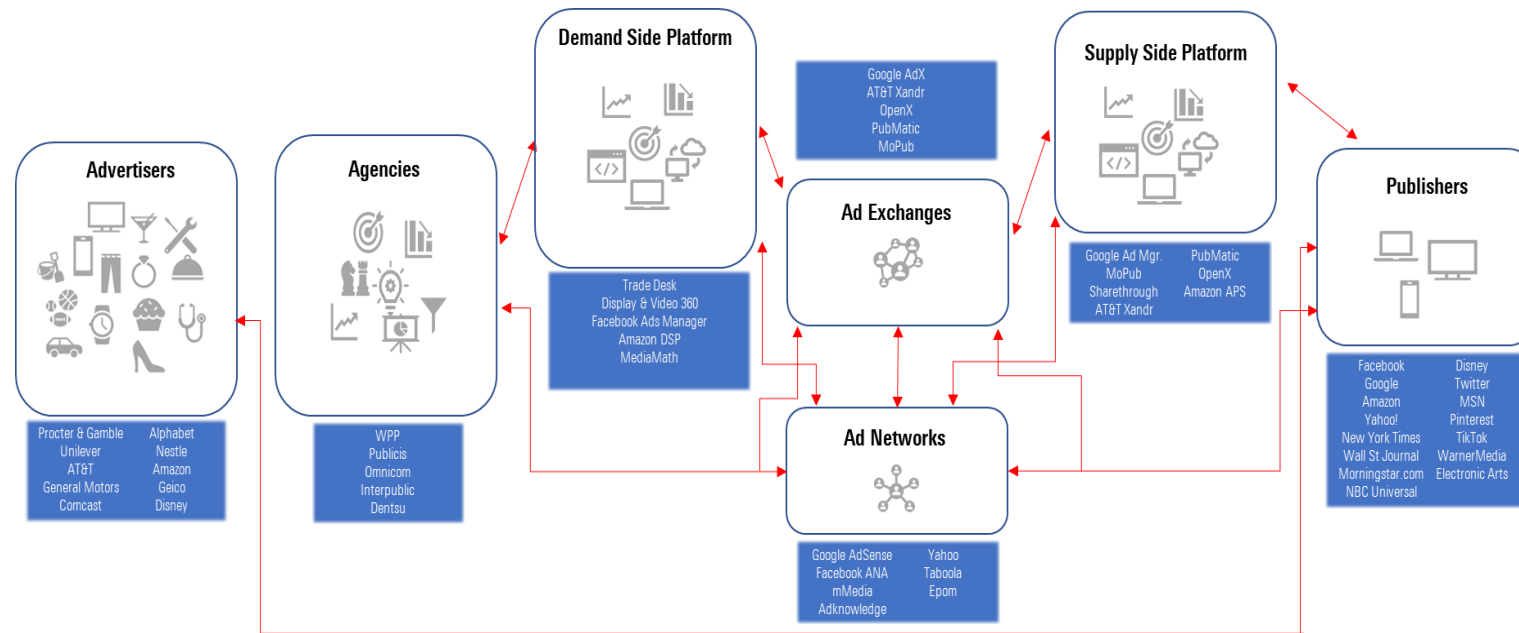 Advertisers
Procter & Gamble
Unilever
AT&T
General Motors
Comcast
Alphabet
Nestle
Amazon
Geico
Disney
Agencies
WPP
Publicis
Omnicom
Interpublic
Dentsu
Demand Side Platform
</>
Trade Desk
Display & Video 360
Facebook Ads Manager
Amazon DSP
MediaMath
Google AdX
AT&T Xandr
OpenX
PubMatic
MoPub
Ad Exchanges
Ad Networks
Google AdSense
Facebook ANA
mMedia
Adknowledge
Yahoo
Taboola
Epom
Supply Side Platform
</>
Google Ad Mgr.
MoPub
Sharethrough
AT&T Xandr
PubMatic
OpenX
Amazon APS
Publishers
Facebook
Google
Amazon
Yahoo!
New York Times
Wall St Journal
Morningstar.com
NBC Universal
Disney
Twitter
MSN
Pinterest
TikTok
WarnerMedia
Electronic Arts